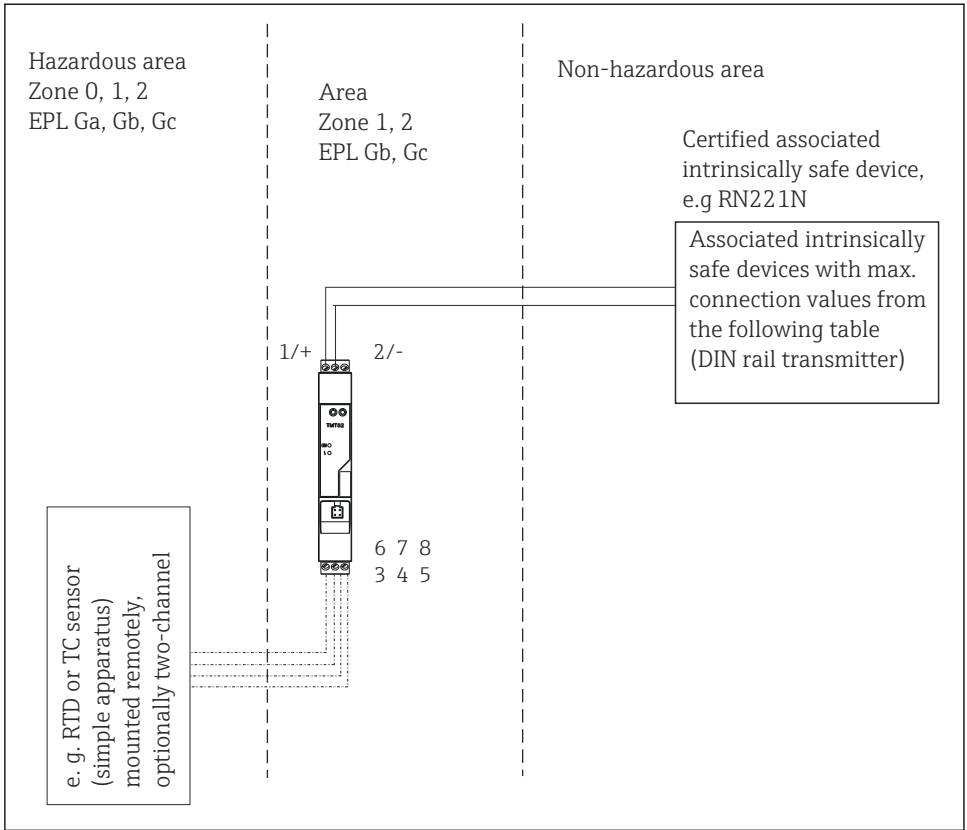 Hazardous area
Zone 0, 1, 2
EPL Ga, Gb, Gc
Area
Zone 1, 2
EPL Gb, Gc
Non-hazardous area
Certified associated
intrinsically safe device,
e.g RN221N
Associated intrinsically
safe devices with max.
connection values from
the following table
(DIN rail transmitter)
1/+
2/-
TMT82
6 7 8
3 4 5
e. g. RTD or TC sensor
(simple apparatus)
mounted remotely,
optionally two-channel